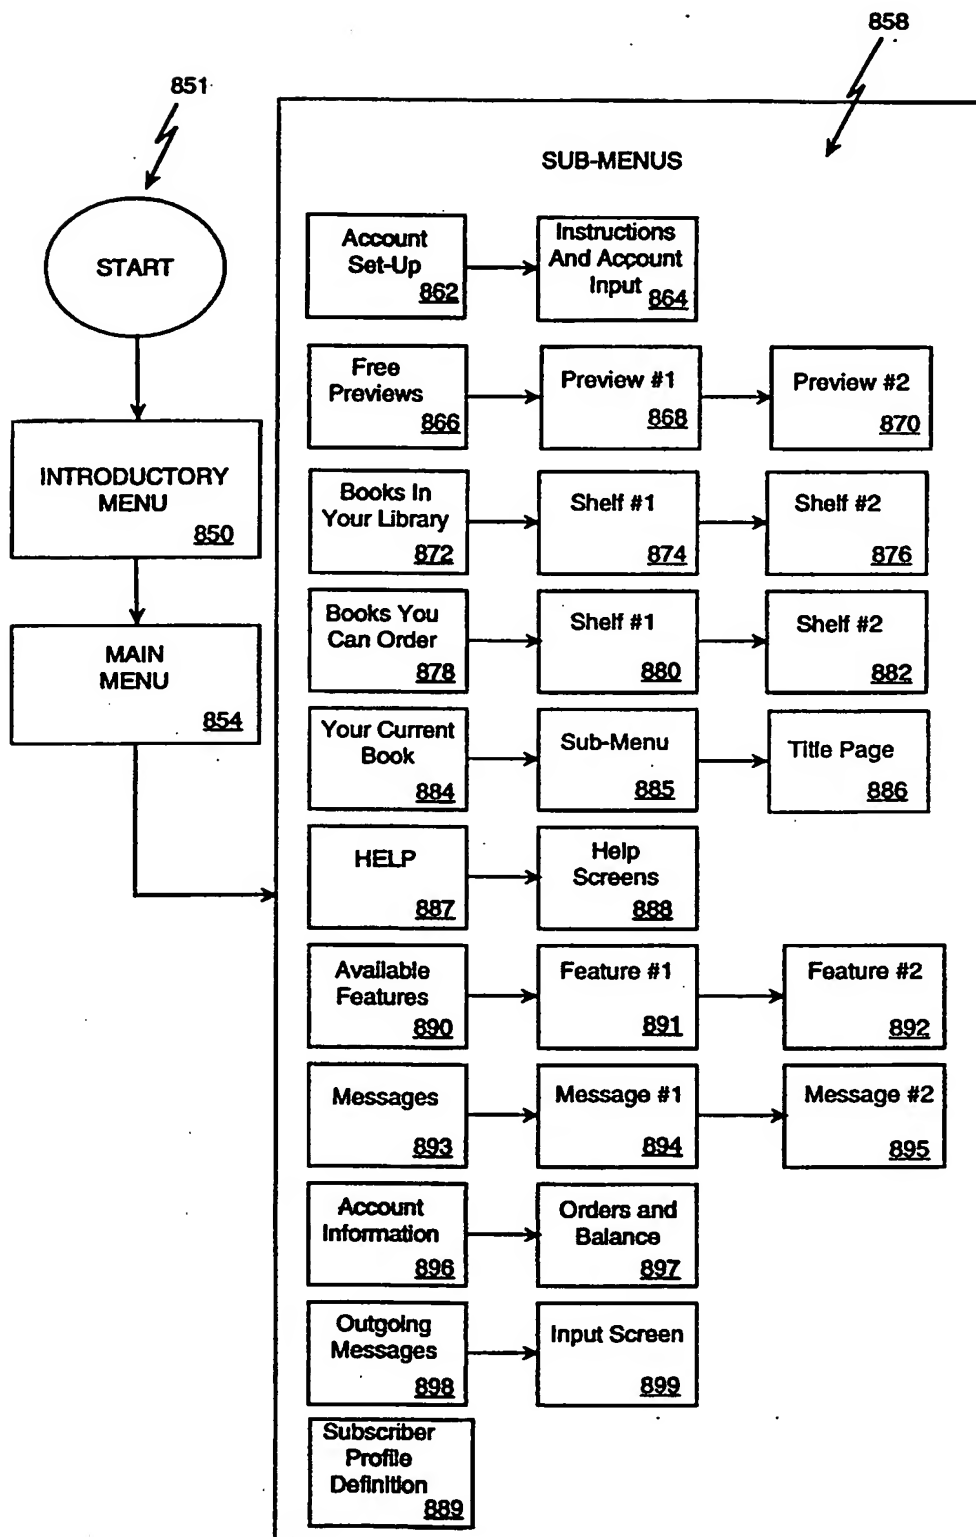 858
851
SUB-MENUS
START
INTRODUCTORY
MENU
850
MAIN
MENU
854
Account
Set-Up
862
Instructions
And Account
Input
864
Free
Previews
866
Preview #1
868
Preview #2
870
Books In
Your Library
872
Shelf #1
874
Shelf #2
876
Books You
Can Order
878
Shelf #1
880
Shelf #2
882
Your Current
Book
884
Sub-Menu
885
Title Page
886
HELP
887
Help
Screens
888
Available
Features
890
Feature #1
891
Feature #2
892
Messages
893
Message #1
894
Message #2
895
Account
Information
896
Orders and
Balance
897
Outgoing
Messages
898
Input Screen
899
Subscriber
Profile
Definition
889